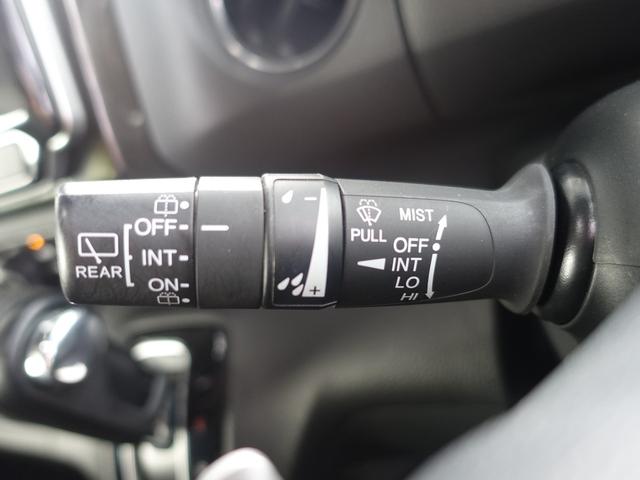 OFF
INT
REAR
ON
-
+
PULL
MIST
OFF
INT
LO
HI